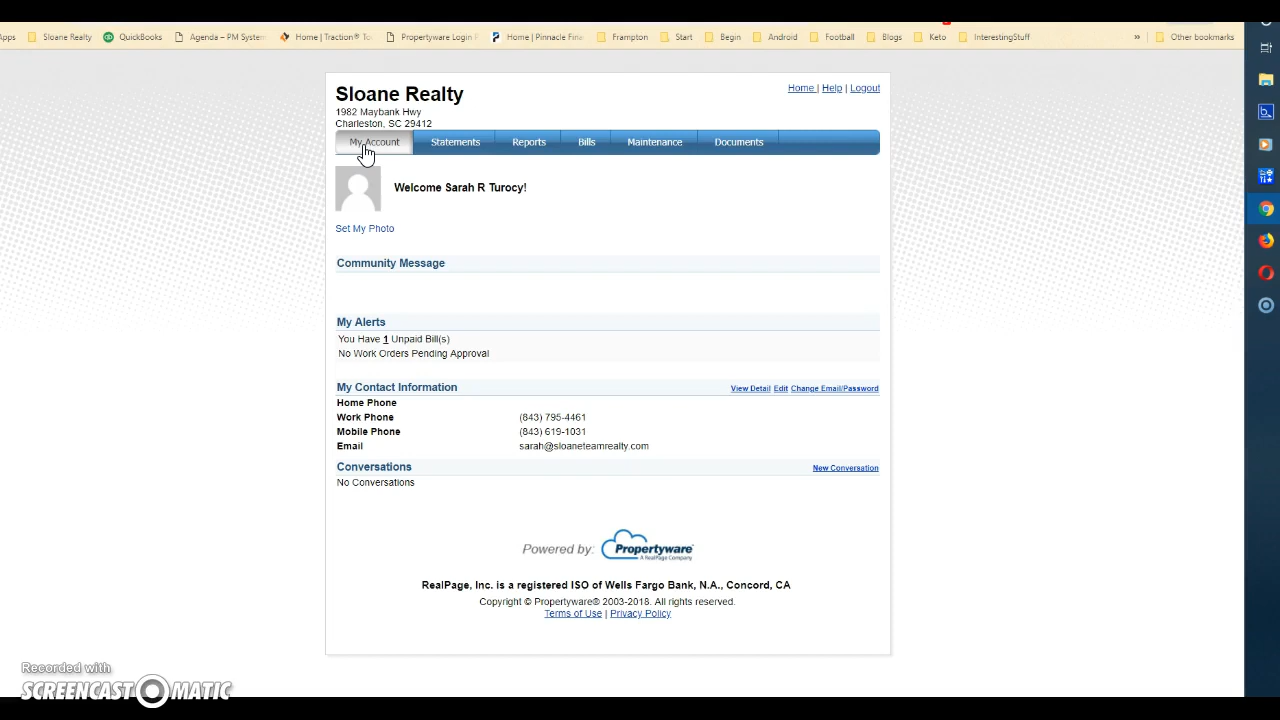 Apps Sloane Realty QuickBooks Agenda – PM System Home | Traction® To Propertyware Login Home | Pinnacle Fina Frampton Start Begin Android Football Blogs Keto InterestingStuff » Other bookmarks
Sloane Realty
Home | Help | Logout
1982 Maybank Hwy
Charleston, SC 29412
My Account Statements Reports Bills Maintenance Documents
Welcome Sarah R Turocy!
Set My Photo
Community Message
My Alerts
You Have 1 Unpaid Bill(s)
No Work Orders Pending Approval
My Contact Information View Detail Edit Change Email/Password
Home Phone
Work Phone (843) 795-4461
Mobile Phone (843) 619-1031
Email sarah@sloaneteamrealty.com
Conversations New Conversation
No Conversations
Powered by: Propertyware
A RealPage Company
RealPage, Inc. is a registered ISO of Wells Fargo Bank, N.A., Concord, CA
Copyright © Propertyware® 2003-2018. All rights reserved.
Terms of Use | Privacy Policy
Recorded with
SCREENCAST-O-MATIC